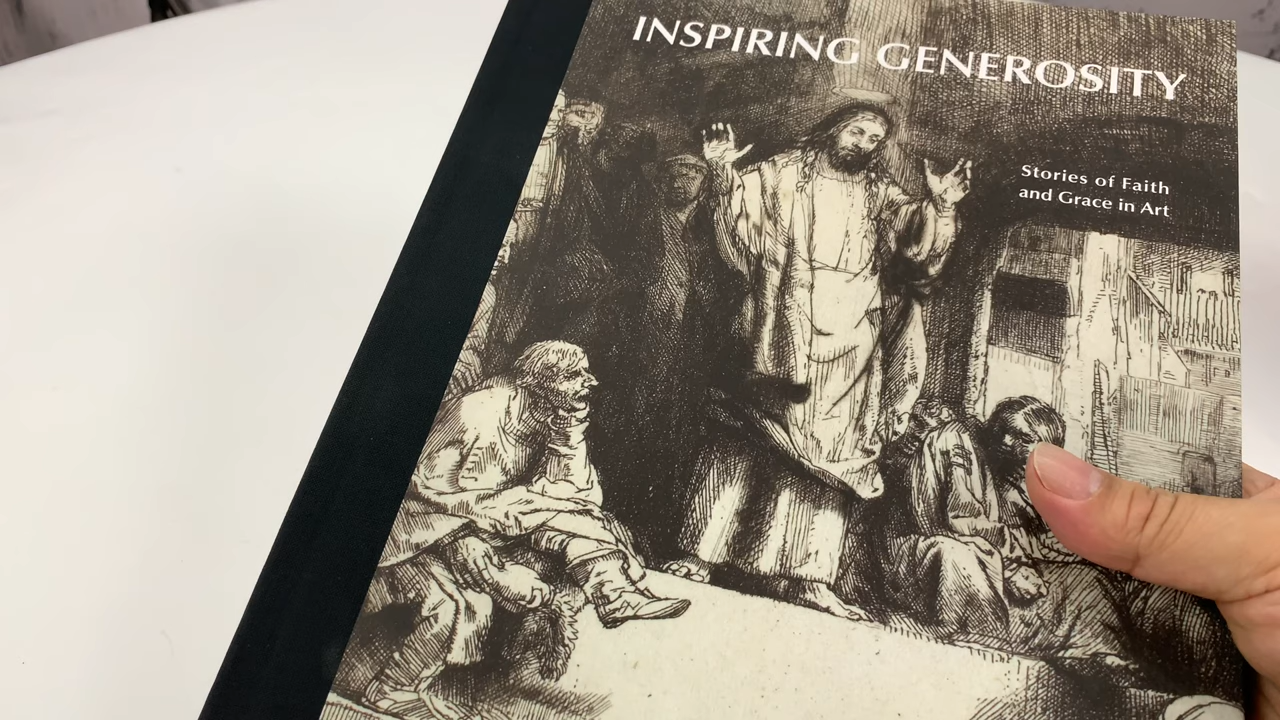 INSPIRING GENEROSITY
Stories of Faith
and Grace in Art